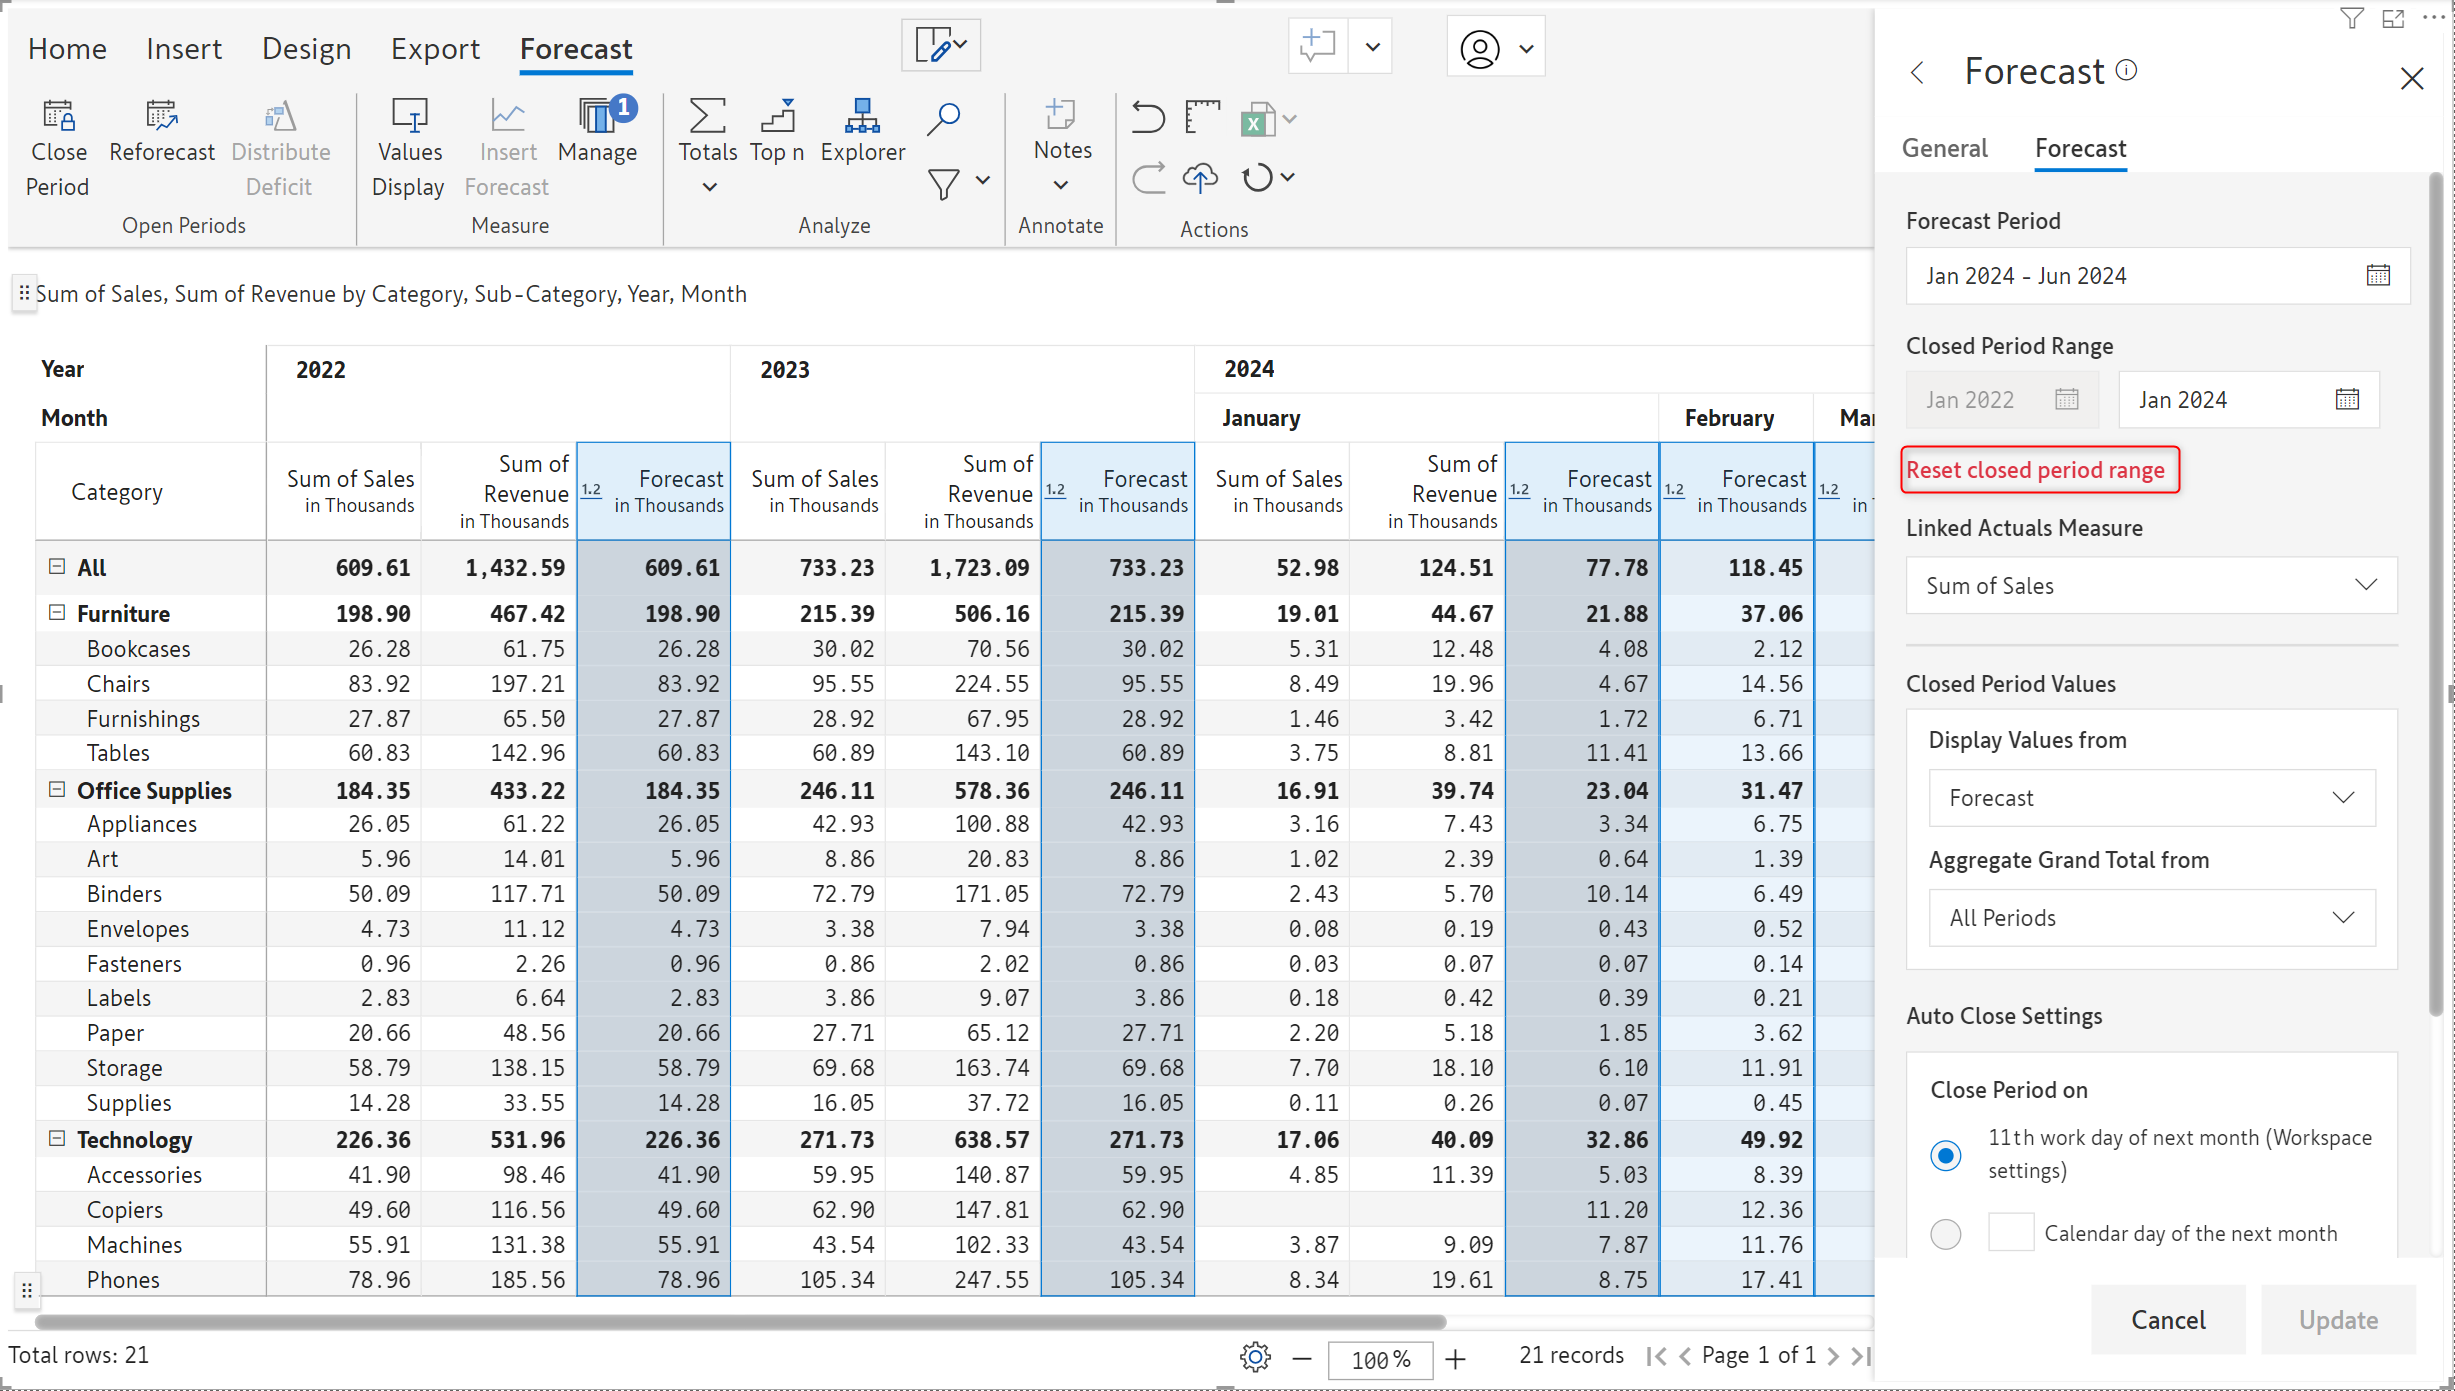 Home Insert Design Export Forecast
Close Period
Reforecast
Distribute Deficit
Open Periods
Values Display
Insert Forecast
Manage
1
Measure
Totals
Top n
Explorer
Analyze
Notes
Annotate
Actions
Sum of Sales, Sum of Revenue by Category, Sub-Category, Year, Month
Year 2022 2023 2024
Month January February Mar
Category Sum of Sales in Thousands Sum of Revenue in Thousands 1.2 Forecast in Thousands Sum of Sales in Thousands Sum of Revenue in Thousands 1.2 Forecast in Thousands Sum of Sales in Thousands Sum of Revenue in Thousands 1.2 Forecast in Thousands 1.2 Forecast in Thousands 1.2 in T
All 609.61 1,432.59 609.61 733.23 1,723.09 733.23 52.98 124.51 77.78 118.45
Furniture 198.90 467.42 198.90 215.39 506.16 215.39 19.01 44.67 21.88 37.06
Bookcases 26.28 61.75 26.28 30.02 70.56 30.02 5.31 12.48 4.08 2.12
Chairs 83.92 197.21 83.92 95.55 224.55 95.55 8.49 19.96 4.67 14.56
Furnishings 27.87 65.50 27.87 28.92 67.95 28.92 1.46 3.42 1.72 6.71
Tables 60.83 142.96 60.83 60.89 143.10 60.89 3.75 8.81 11.41 13.66
Office Supplies 184.35 433.22 184.35 246.11 578.36 246.11 16.91 39.74 23.04 31.47
Appliances 26.05 61.22 26.05 42.93 100.88 42.93 3.16 7.43 3.34 6.75
Art 5.96 14.01 5.96 8.86 20.83 8.86 1.02 2.39 0.64 1.39
Binders 50.09 117.71 50.09 72.79 171.05 72.79 2.43 5.70 10.14 6.49
Envelopes 4.73 11.12 4.73 3.38 7.94 3.38 0.08 0.19 0.43 0.52
Fasteners 0.96 2.26 0.96 0.86 2.02 0.86 0.03 0.07 0.07 0.14
Labels 2.83 6.64 2.83 3.86 9.07 3.86 0.18 0.42 0.39 0.21
Paper 20.66 48.56 20.66 27.71 65.12 27.71 2.20 5.18 1.85 3.62
Storage 58.79 138.15 58.79 69.68 163.74 69.68 7.70 18.10 6.10 11.91
Supplies 14.28 33.55 14.28 16.05 37.72 16.05 0.11 0.26 0.07 0.45
Technology 226.36 531.96 226.36 271.73 638.57 271.73 17.06 40.09 32.86 49.92
Accessories 41.90 98.46 41.90 59.95 140.87 59.95 4.85 11.39 5.03 8.39
Copiers 49.60 116.56 49.60 62.90 147.81 62.90 11.20 12.36
Machines 55.91 131.38 55.91 43.54 102.33 43.54 3.87 9.09 7.87 11.76
Phones 78.96 185.56 78.96 105.34 247.55 105.34 8.34 19.61 8.75 17.41
Total rows: 21
100%
21 records
Page 1 of 1
Forecast
General Forecast
Forecast Period
Jan 2024 - Jun 2024
Closed Period Range
Jan 2022 Jan 2024
Reset closed period range
Linked Actuals Measure
Sum of Sales
Closed Period Values
Display Values from
Forecast
Aggregate Grand Total from
All Periods
Auto Close Settings
Close Period on
11th work day of next month (Workspace
settings)
Calendar day of the next month
Cancel Update